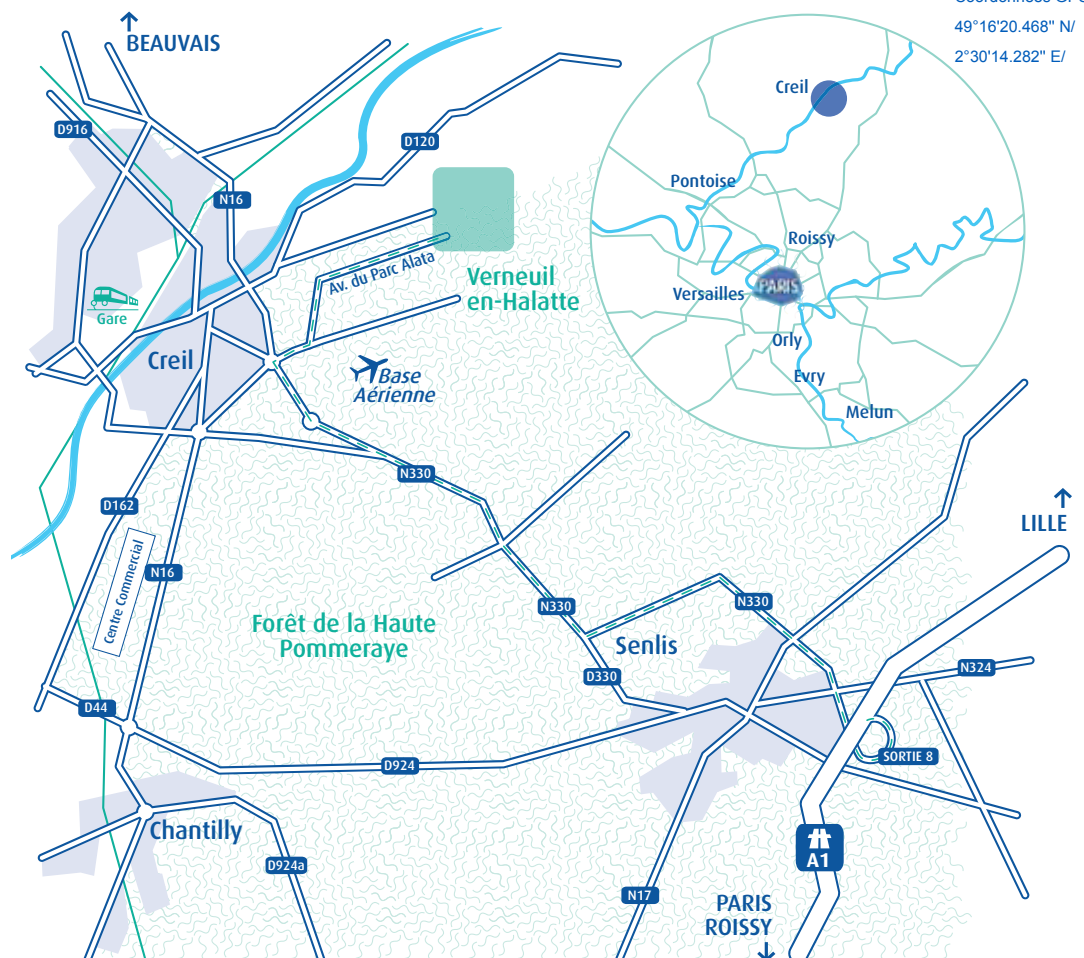 Coordonnées GPS
49°16'20.468" N/
2°30'14.282" E/
BEAUVAIS
D916
D120
N16
Av. du Parc Alata
Verneuil
en-Halatte
Gare
Creil
Base
Aérienne
Creil
Pontoise
Roissy
Versailles
PARIS
Orly
Evry
Melun
N330
D162
Centre Commercial
N16
LILLE
N330
N330
Forêt de la Haute
Pommeraye
Senlis
D330
N324
D44
D924
SORTIE 8
Chantilly
D924a
A1
N17
PARIS
ROISSY